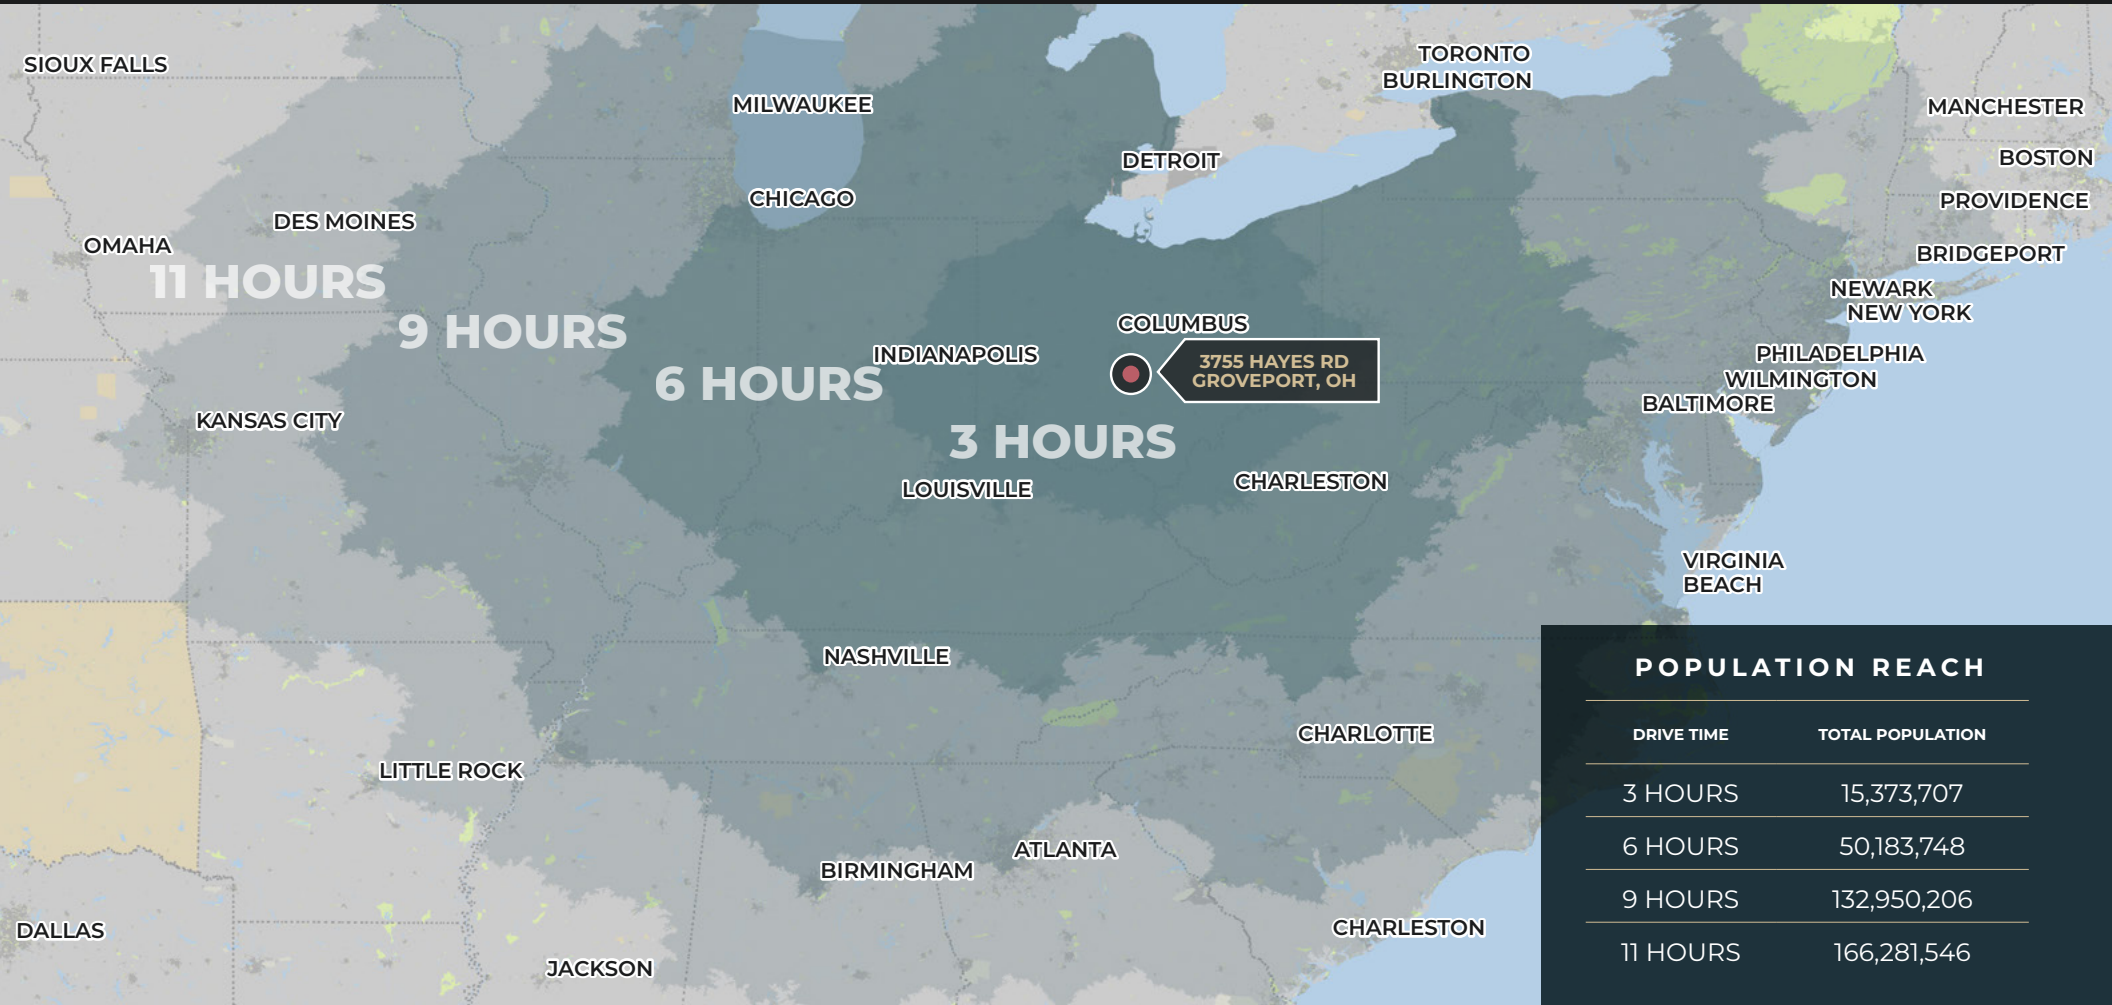 SIOUX FALLS
TORONTO
BURLINGTON
MILWAUKEE
MANCHESTER
DETROIT
BOSTON
CHICAGO
PROVIDENCE
DES MOINES
OMAHA
BRIDGEPORT
11 HOURS
NEWARK
NEW YORK
9 HOURS
COLUMBUS
INDIANAPOLIS
3755 HAYES RD
GROVEPORT, OH
PHILADELPHIA
WILMINGTON
6 HOURS
BALTIMORE
KANSAS CITY
3 HOURS
LOUISVILLE
CHARLESTON
VIRGINIA
BEACH
NASHVILLE
CHARLOTTE
LITTLE ROCK
ATLANTA
BIRMINGHAM
DALLAS
CHARLESTON
JACKSON
POPULATION REACH
DRIVE TIME TOTAL POPULATION
3 HOURS 15,373,707
6 HOURS 50,183,748
9 HOURS 132,950,206
11 HOURS 166,281,546